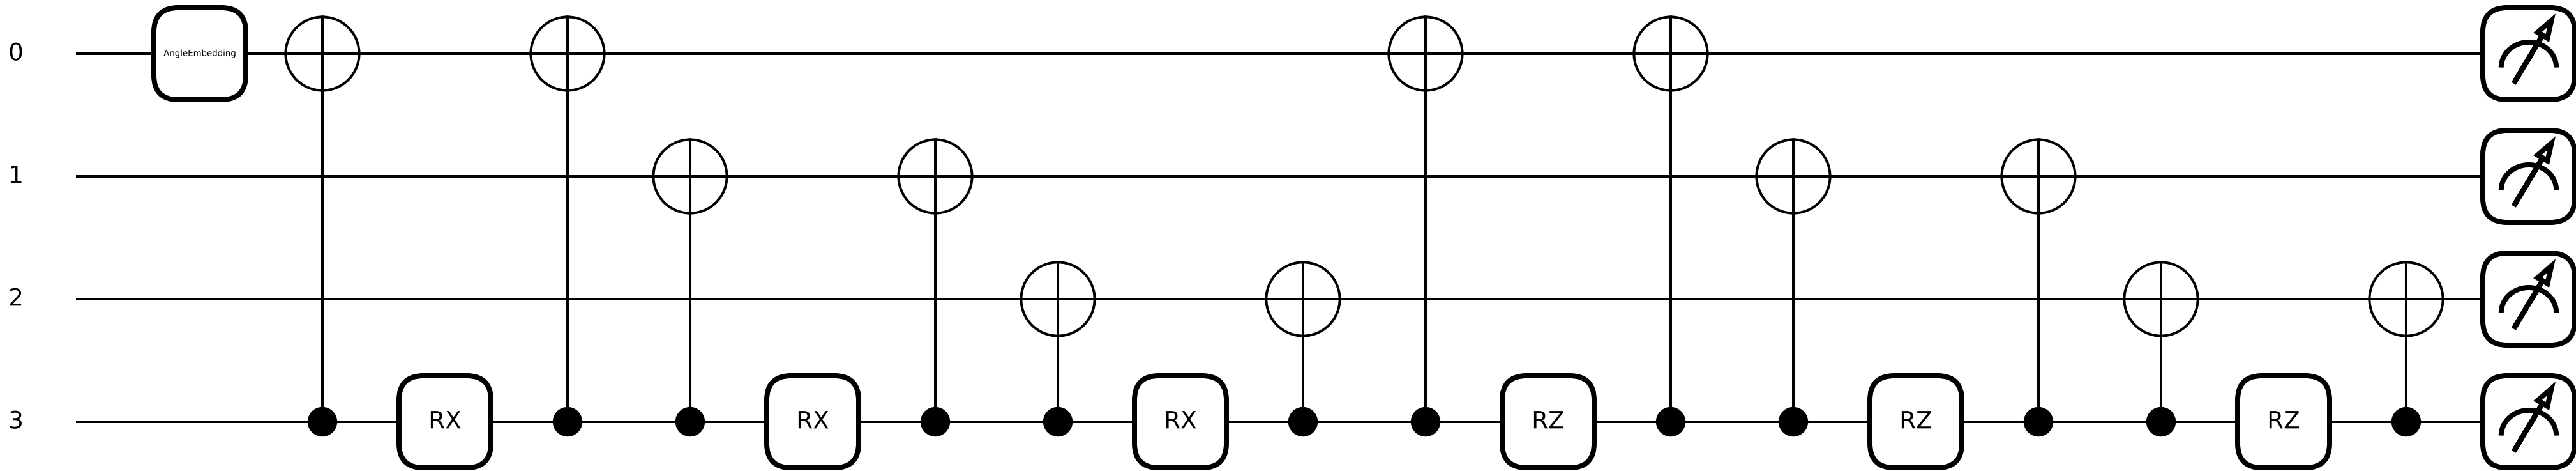 0
AngleEmbedding
1
2
3
RX
RX
RX
RZ
RZ
RZ